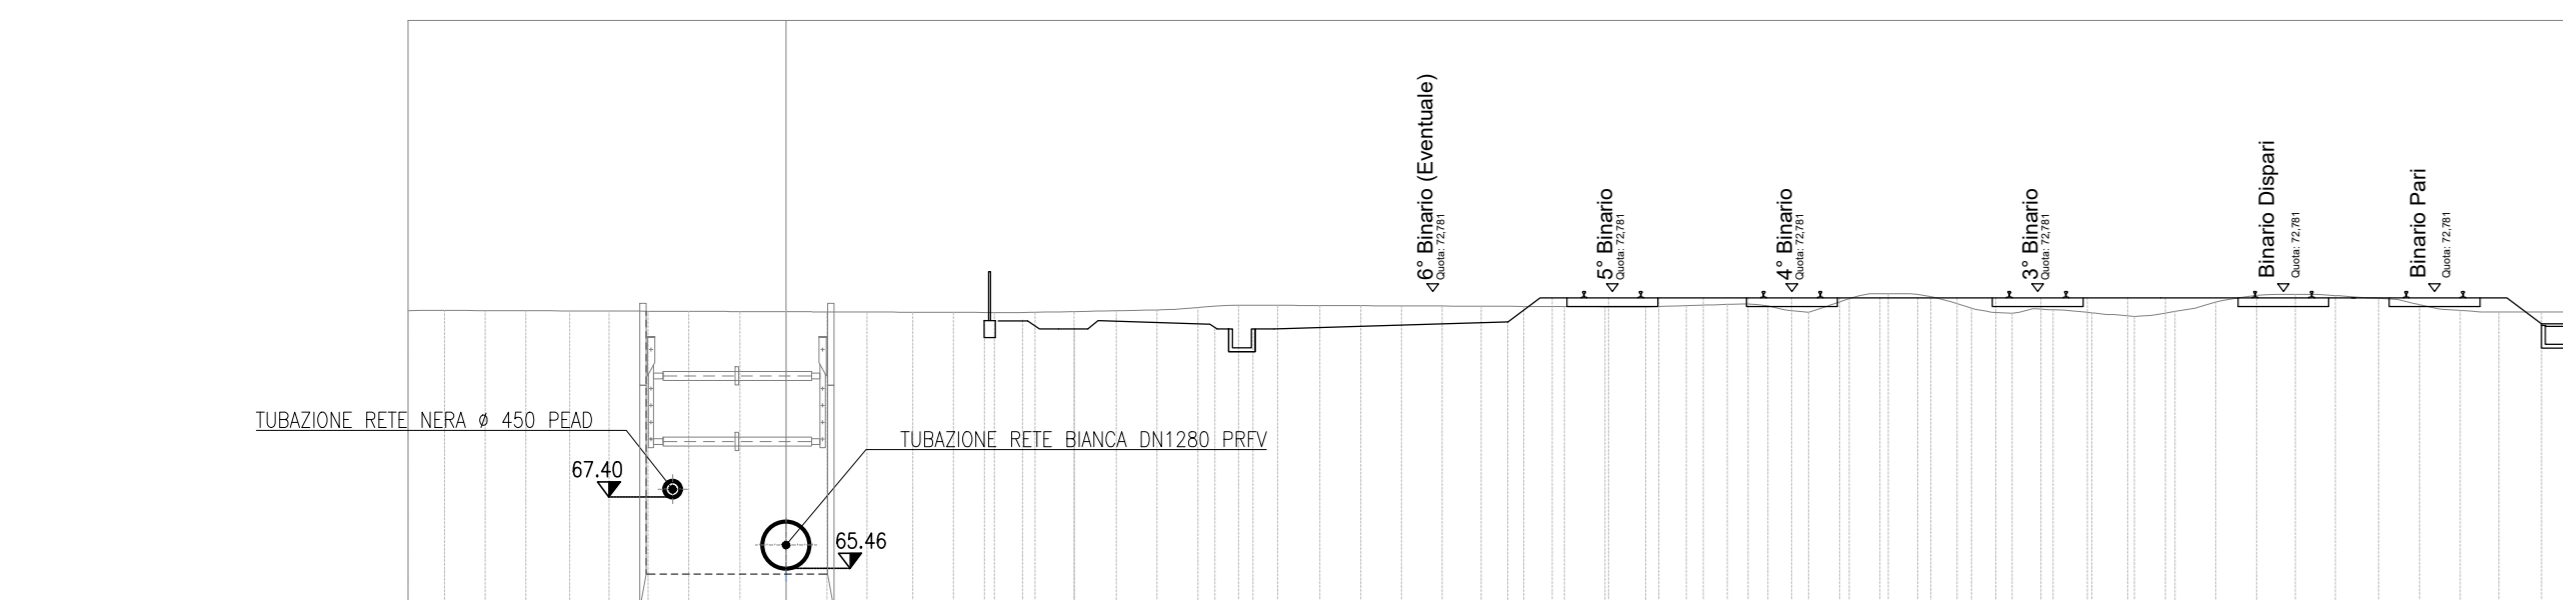 6° Binario (Eventuale)
Quota: 72,781
5° Binario
Quota: 72,781
4° Binario
Quota: 72,781
3° Binario
Quota: 72,781
Binario Dispari
Quota: 72,781
Binario Pari
Quota: 72,781
TUBAZIONE RETE NERA ø 450 PEAD
TUBAZIONE RETE BIANCA DN1280 PRFV
67.40
65.46